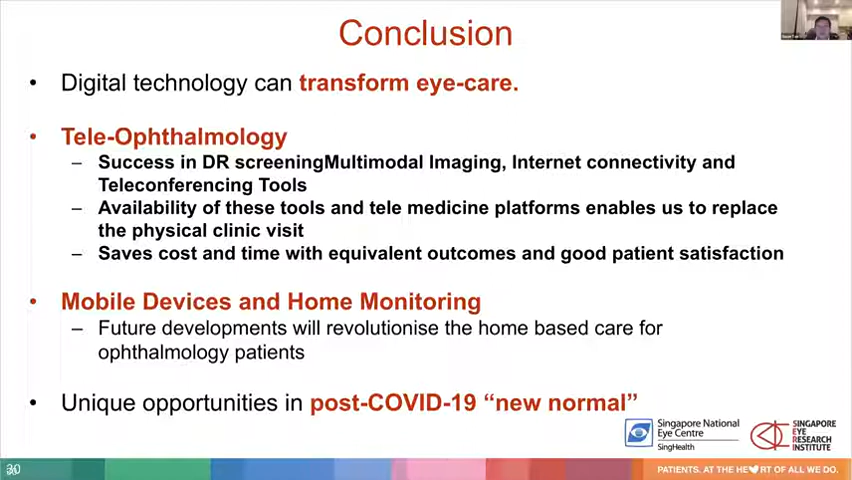 Conclusion
• Digital technology can transform eye-care.
• Tele-Ophthalmology
– Success in DR screeningMultimodal Imaging, Internet connectivity and
Teleconferencing Tools
– Availability of these tools and tele medicine platforms enables us to replace
the physical clinic visit
– Saves cost and time with equivalent outcomes and good patient satisfaction
• Mobile Devices and Home Monitoring
– Future developments will revolutionise the home based care for
ophthalmology patients
• Unique opportunities in post-COVID-19 “new normal”
Singapore National
Eye Centre
SingHealth
SINGAPORE
EYE
RESEARCH
INSTITUTE
PATIENTS. AT THE HE RT OF ALL WE DO.